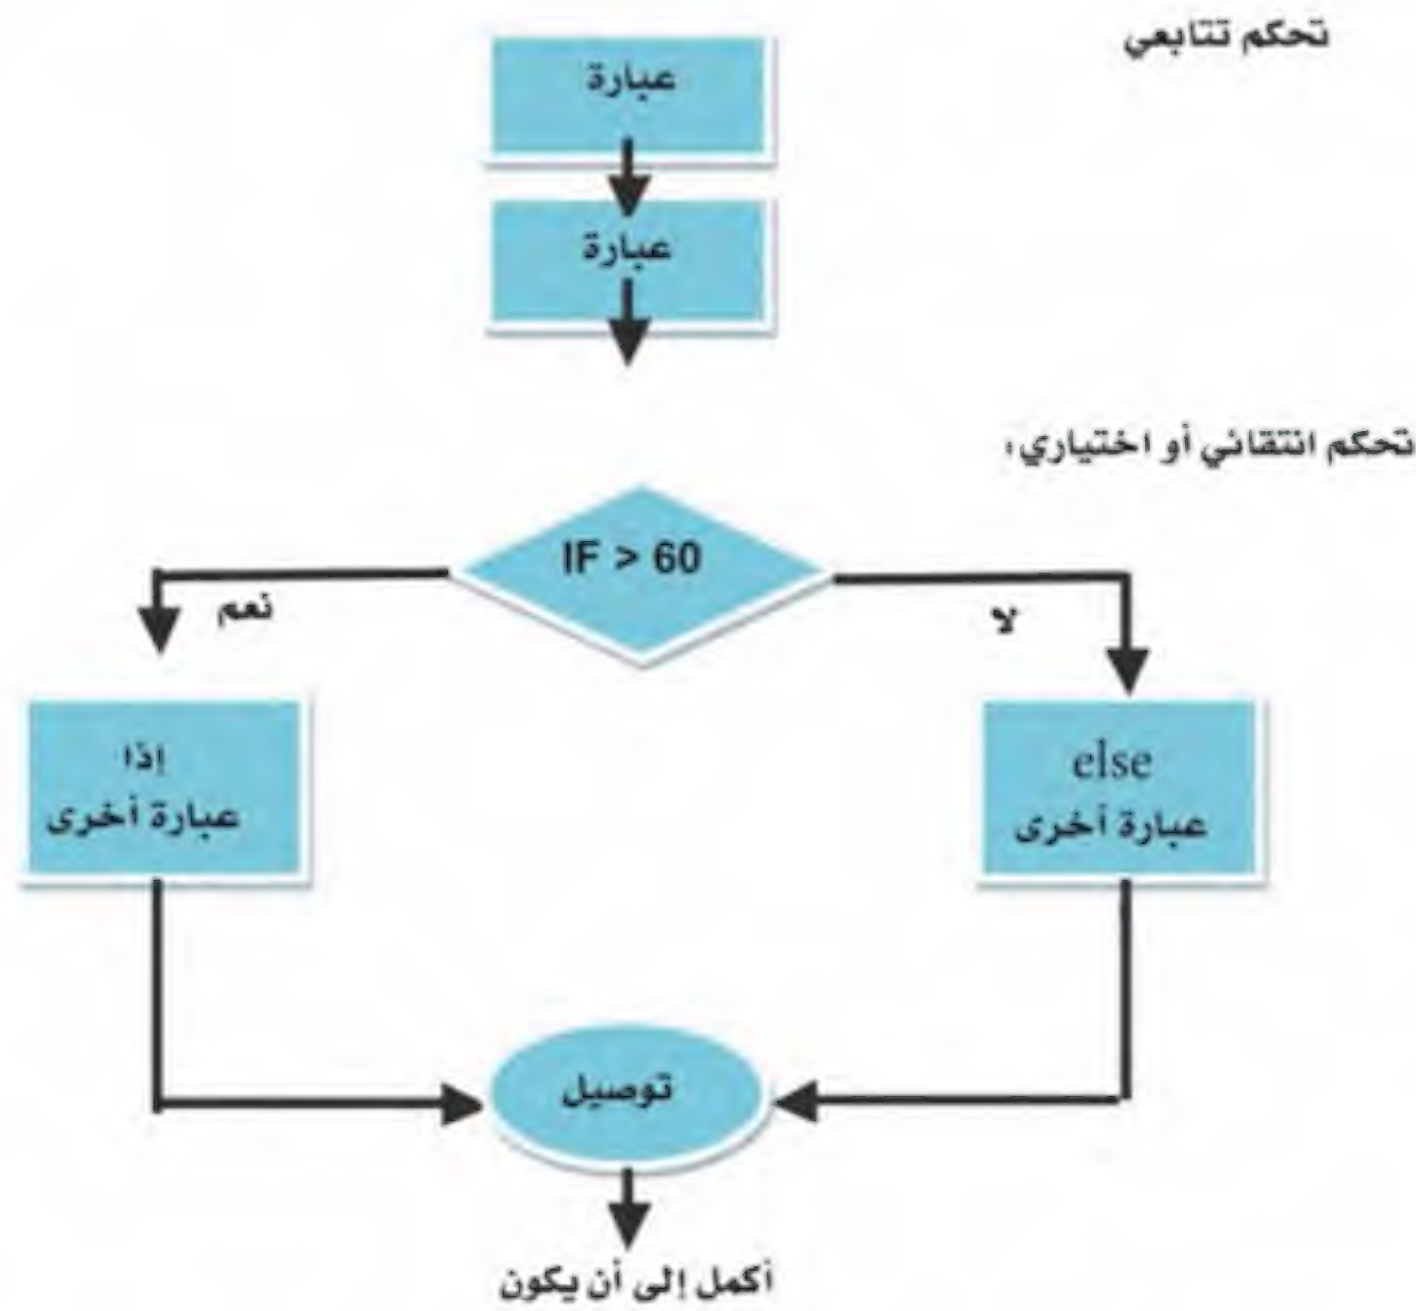 تحكم تتابعي
عبارة
عبارة
تحكم انتقائي أو اختياري:
IF > 60
نعم
لا
إذا
عبارة أخرى
else
عبارة أخرى
توصيل
أكمل إلى أن يكون